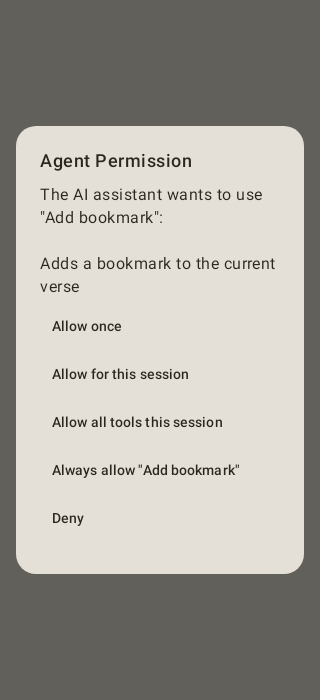 Agent Permission
The AI assistant wants to use
"Add bookmark":
Adds a bookmark to the current
verse
Allow once
Allow for this session
Allow all tools this session
Always allow "Add bookmark"
Deny